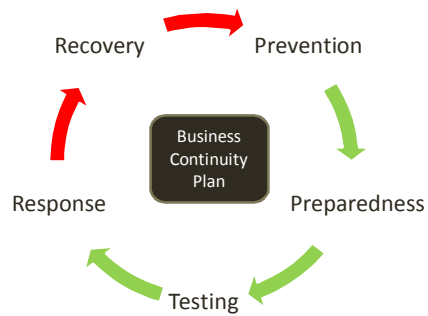 Recovery
Prevention
Business
Continuity
Plan
Response
Preparedness
Testing